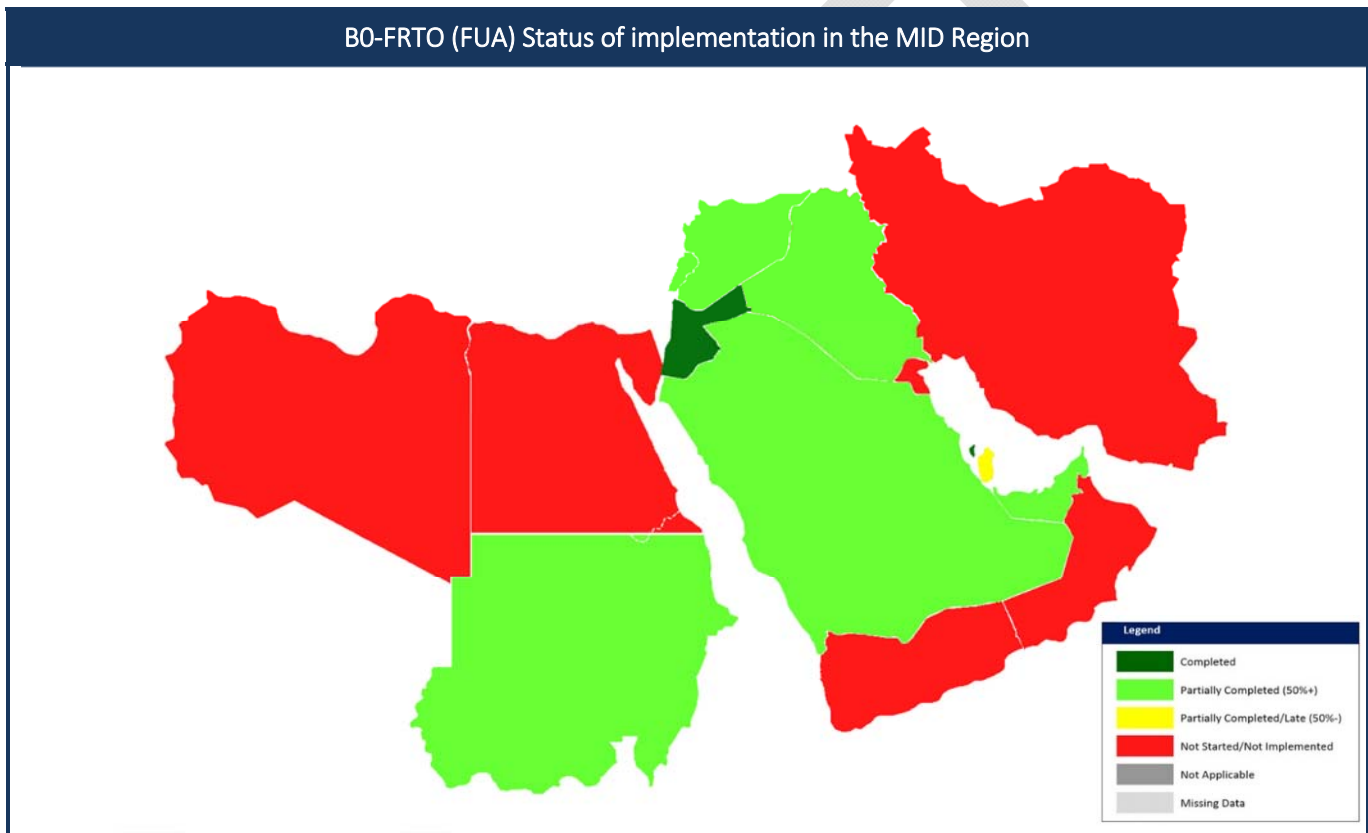 B0-FRTO (FUA) Status of implementation in the MID Region
Legend
Completed
Partially Completed (50%+)
Partially Completed/Late (50%-)
Not Started/Not Implemented
Not Applicable
Missing Data